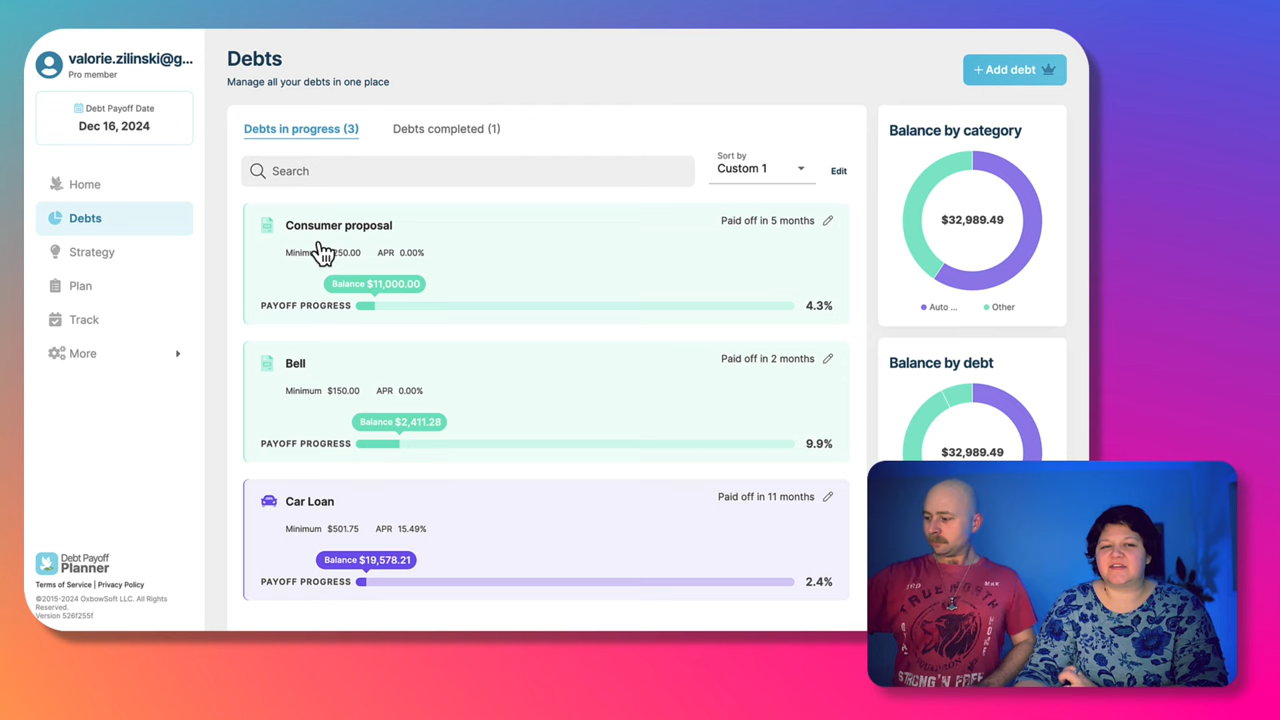 valorie.zilinski@g...
Pro member
Debt Payoff Date
Dec 16, 2024
Home
Debts
Strategy
Plan
Track
More
Debt Payoff
Planner
Terms of Service | Privacy Policy
©2015-2024 OxbowSoft LLC. All Rights
Reserved.
Version 526f255f
Debts
Manage all your debts in one place
+ Add debt
Debts in progress (3)
Debts completed (1)
Search
Sort by
Custom 1
Edit
Consumer proposal
Paid off in 5 months
APR 0.00%
Balance $11,000.00
PAYOFF PROGRESS
4.3%
Bell
Paid off in 2 months
Minimum $150.00 APR 0.00%
Balance $2,411.28
PAYOFF PROGRESS
9.9%
Car Loan
Paid off in 11 months
Minimum $501.75 APR 15.49%
Balance $19,578.21
PAYOFF PROGRESS
2.4%
Balance by category
$32,989.49
Auto ... Other
Balance by debt
$32,989.49
TRUE NORTH
STRONG'N FREE